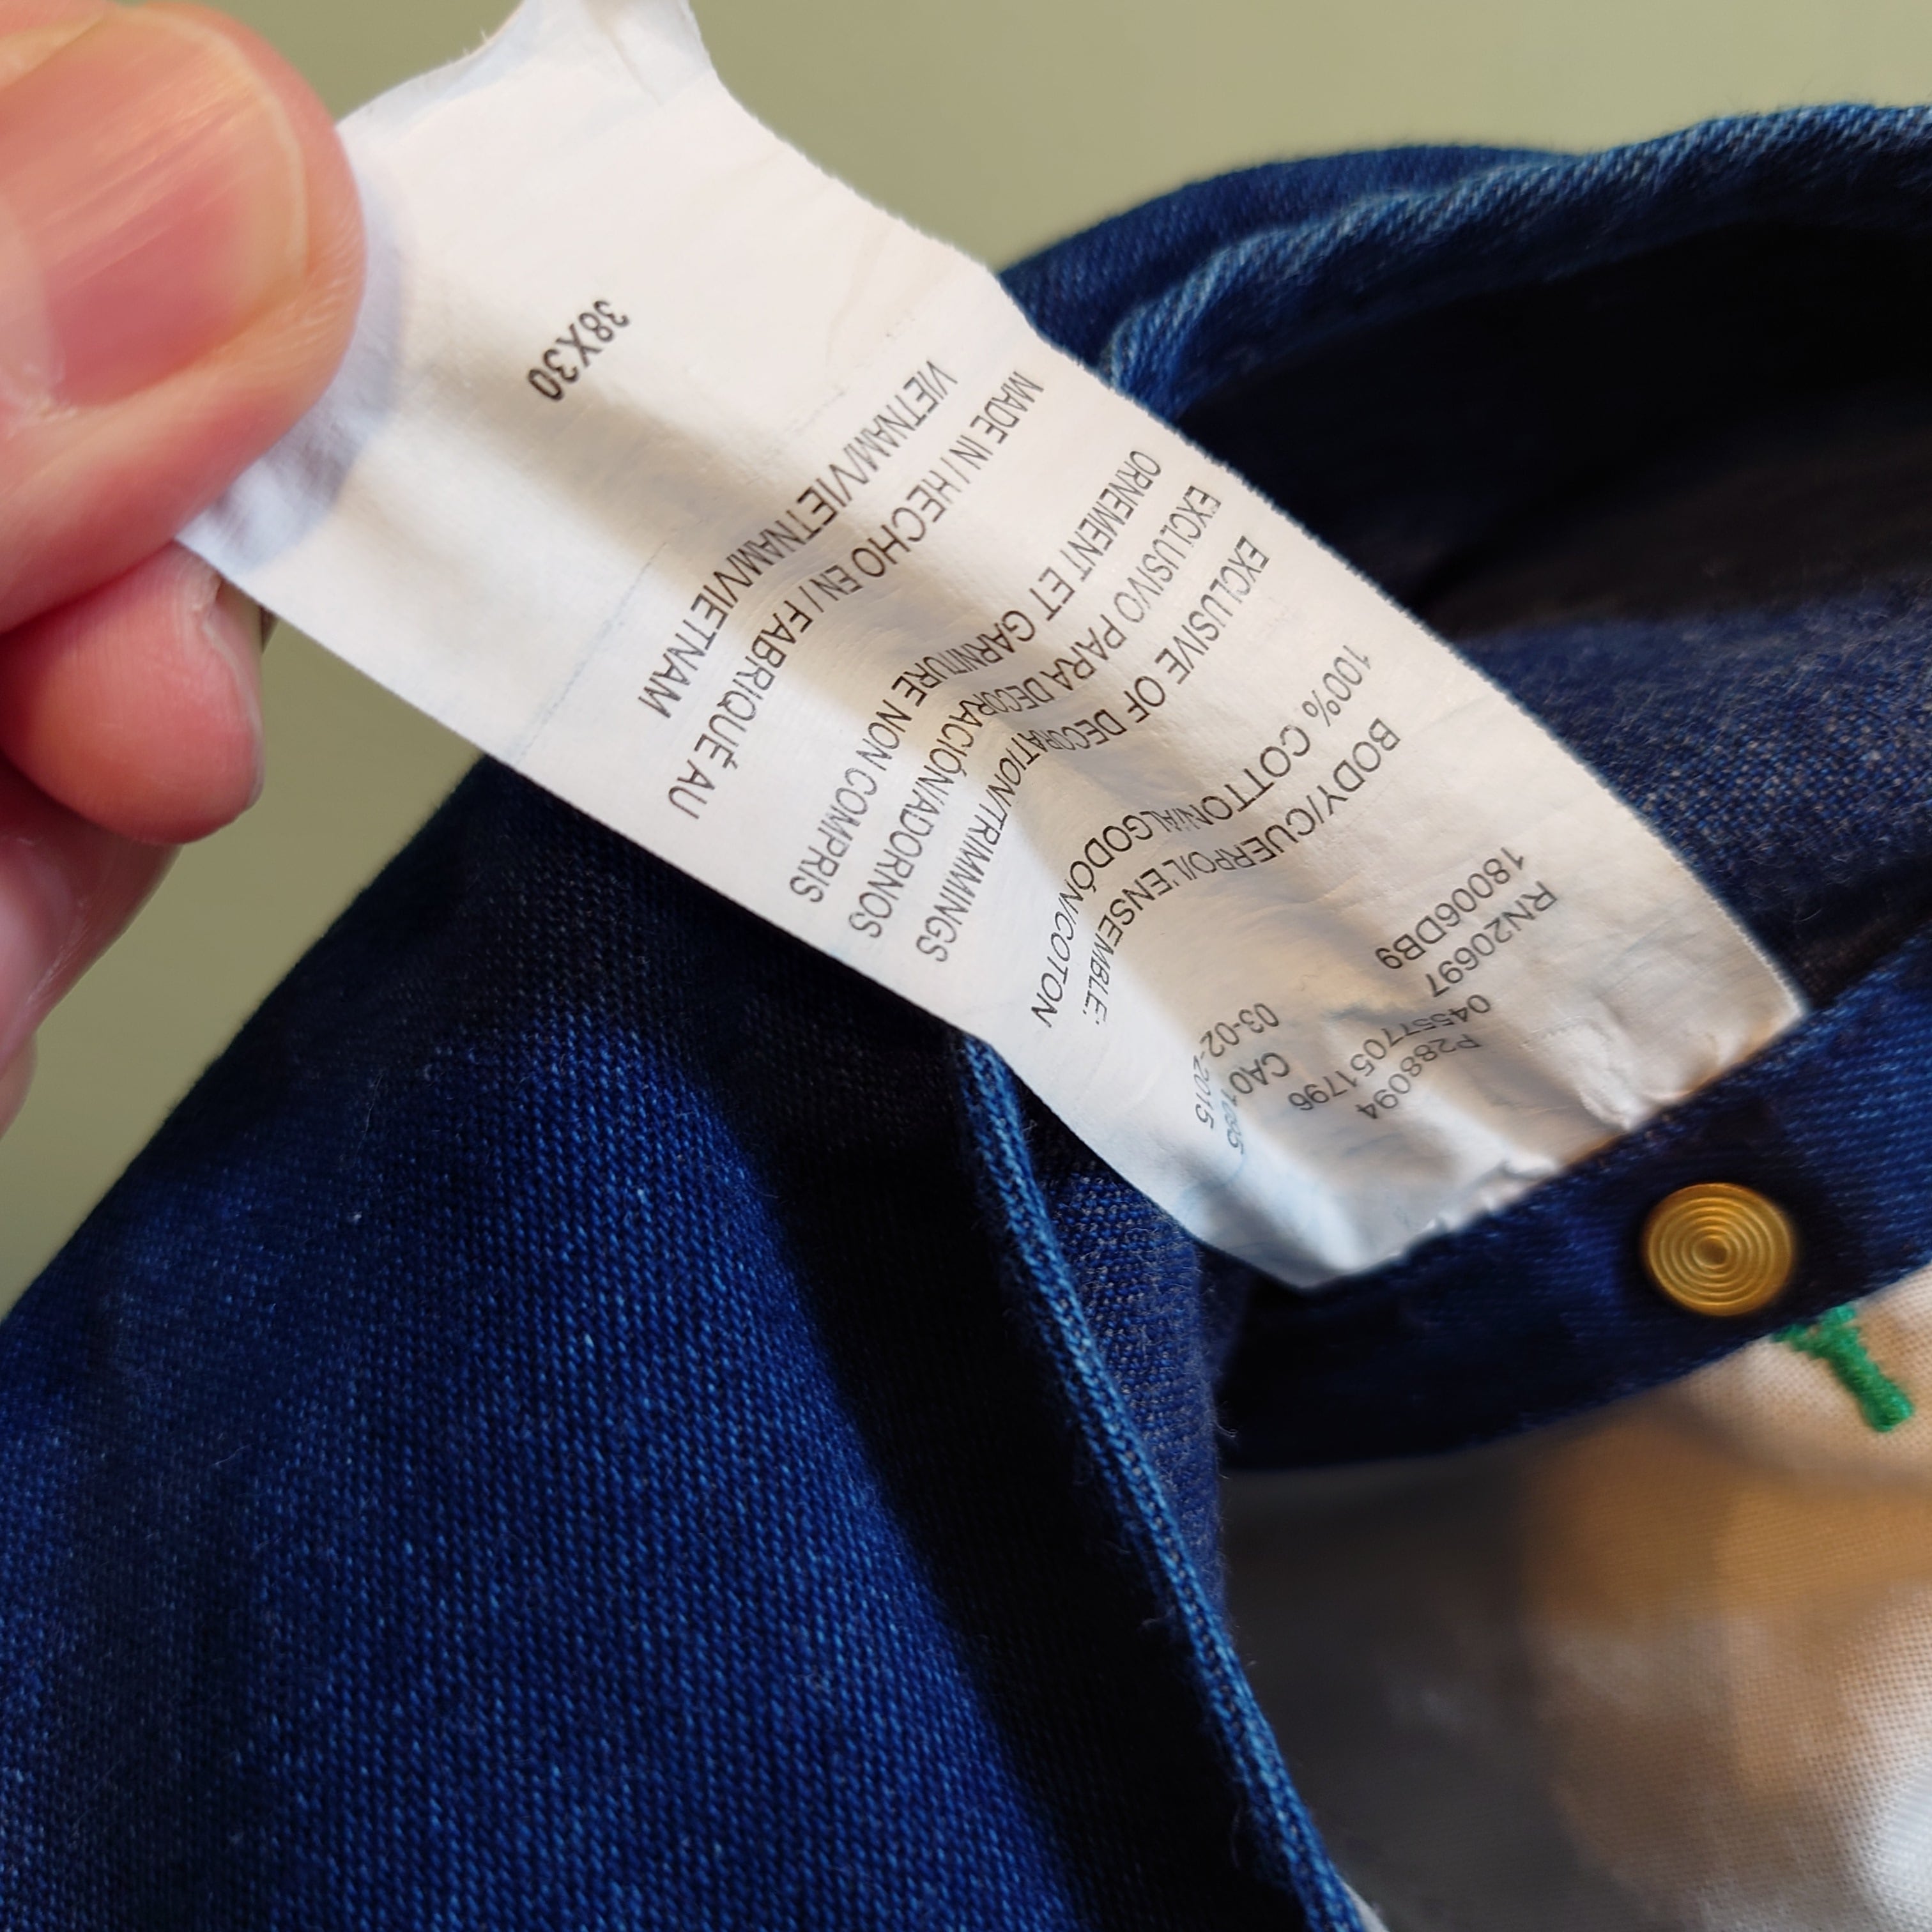 RN20697 P288094
18006DB9 045577051796
CA01095
03-02-2015
BODY/CUERPO/L'ENSEMBLE:
100% COTTON/ALGODÓN/COTON
EXCLUSIVE OF DECORATION/TRIMMINGS
EXCLUSIVO PARA DECORACIÓN/ADORNOS
ORNEMENT ET GARNITURE NON COMPRIS
MADE IN / HECHO EN / FABRIQUÉ AU
VIETNAM/VIETNAM/VIETNAM
38X30